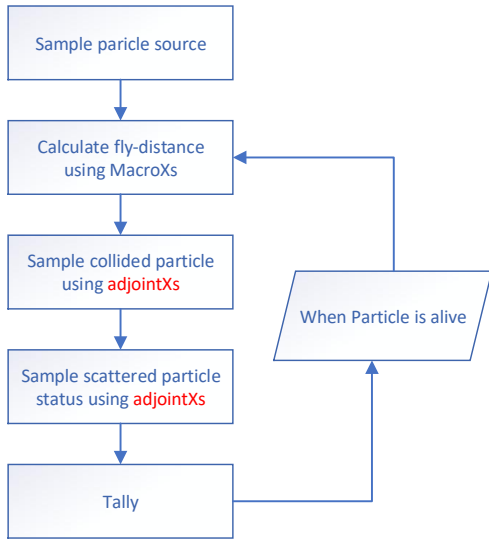 Sample paricle source
Calculate fly-distance
using MacroXs
Sample collided particle
using adjointXs
Sample scattered particle
status using adjointXs
Tally
When Particle is alive